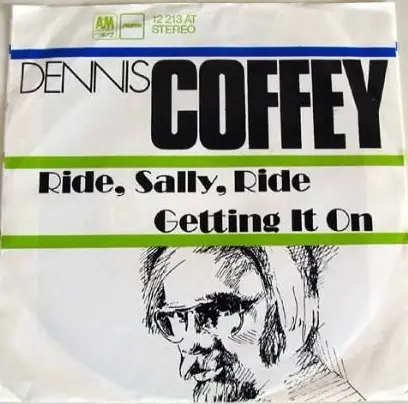 A&M
12 213 AT
STEREO
DENNIS COFFEY
Ride, Sally, Ride
Getting It On